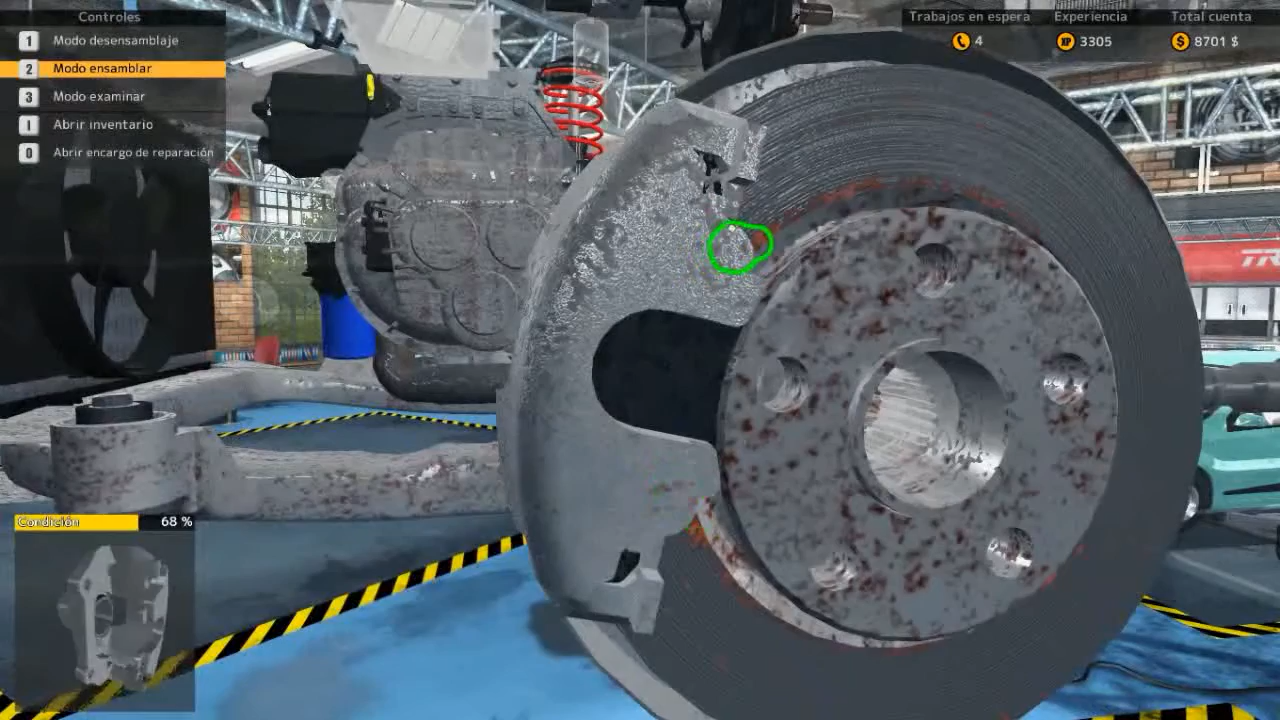 Controles
1 Modo desensamblaje
2 Modo ensamblar
3 Modo examinar
I Abrir inventario
0 Abrir encargo de reparación
Trabajos en espera
4
Experiencia
XP 3305
Total cuenta
$ 8701 $
Condición 68 %